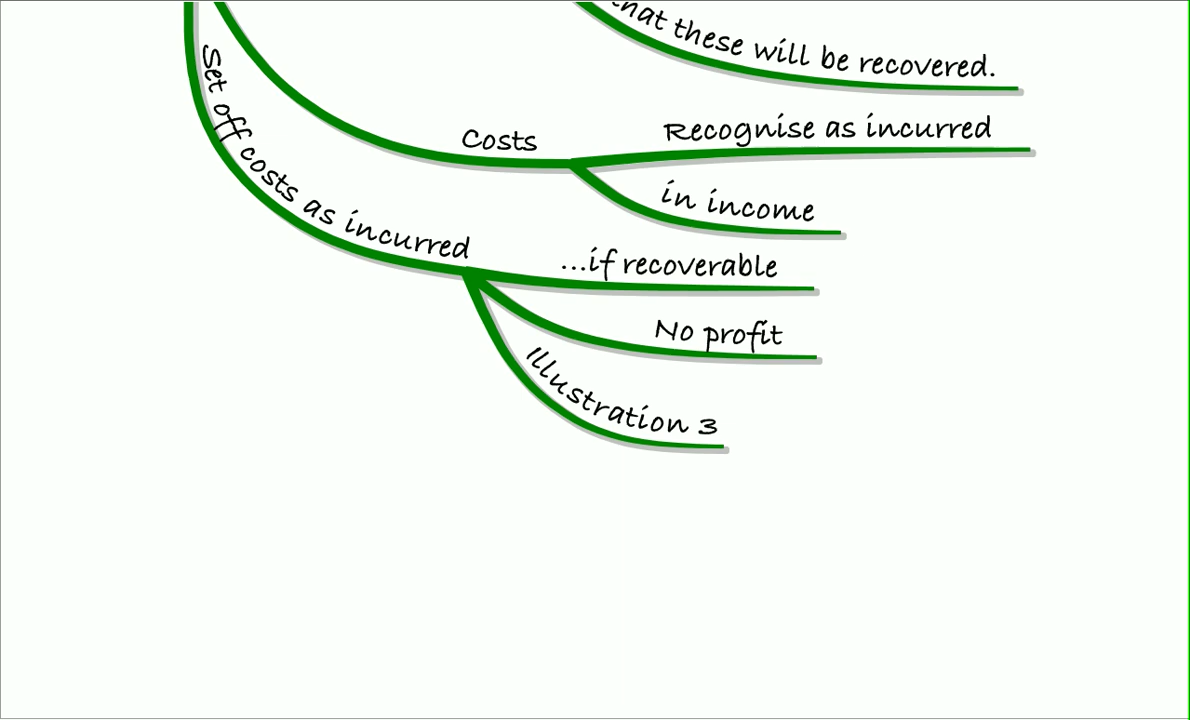 that these will be recovered.
Costs
Recognise as incurred
in income
Set off costs as incurred
...if recoverable
No profit
Illustration 3